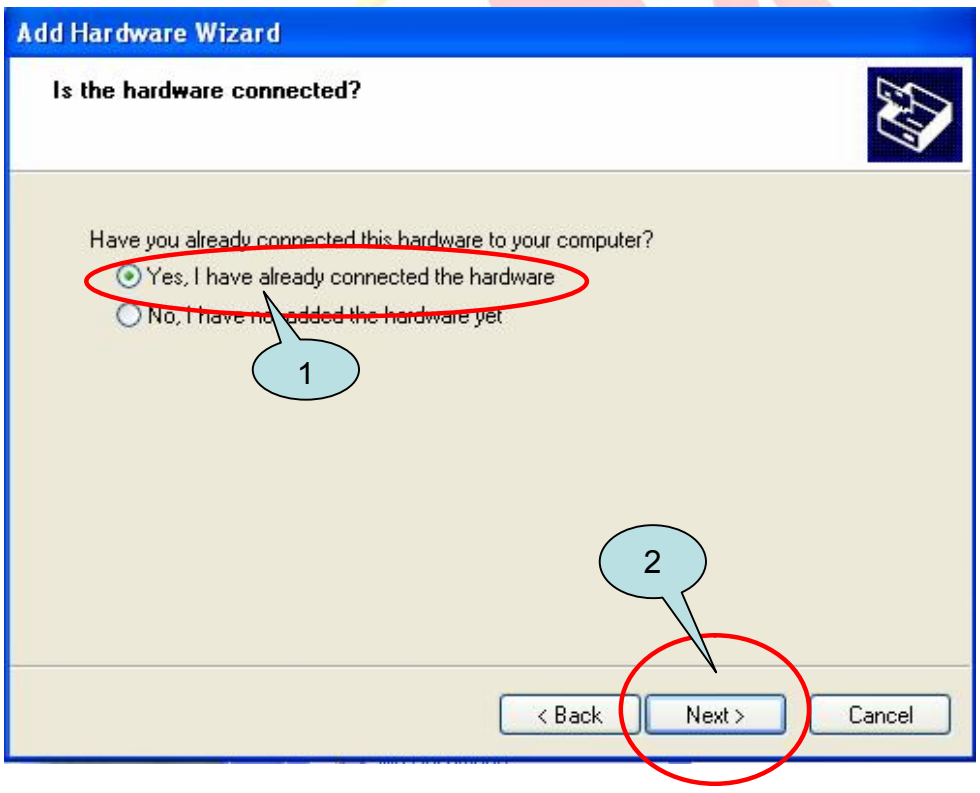 Add Hardware Wizard
Is the hardware connected?
Have you already connected this hardware to your computer?
Yes, I have already connected the hardware
No, I have not added the hardware yet
1
2
< Back
Next >
Cancel